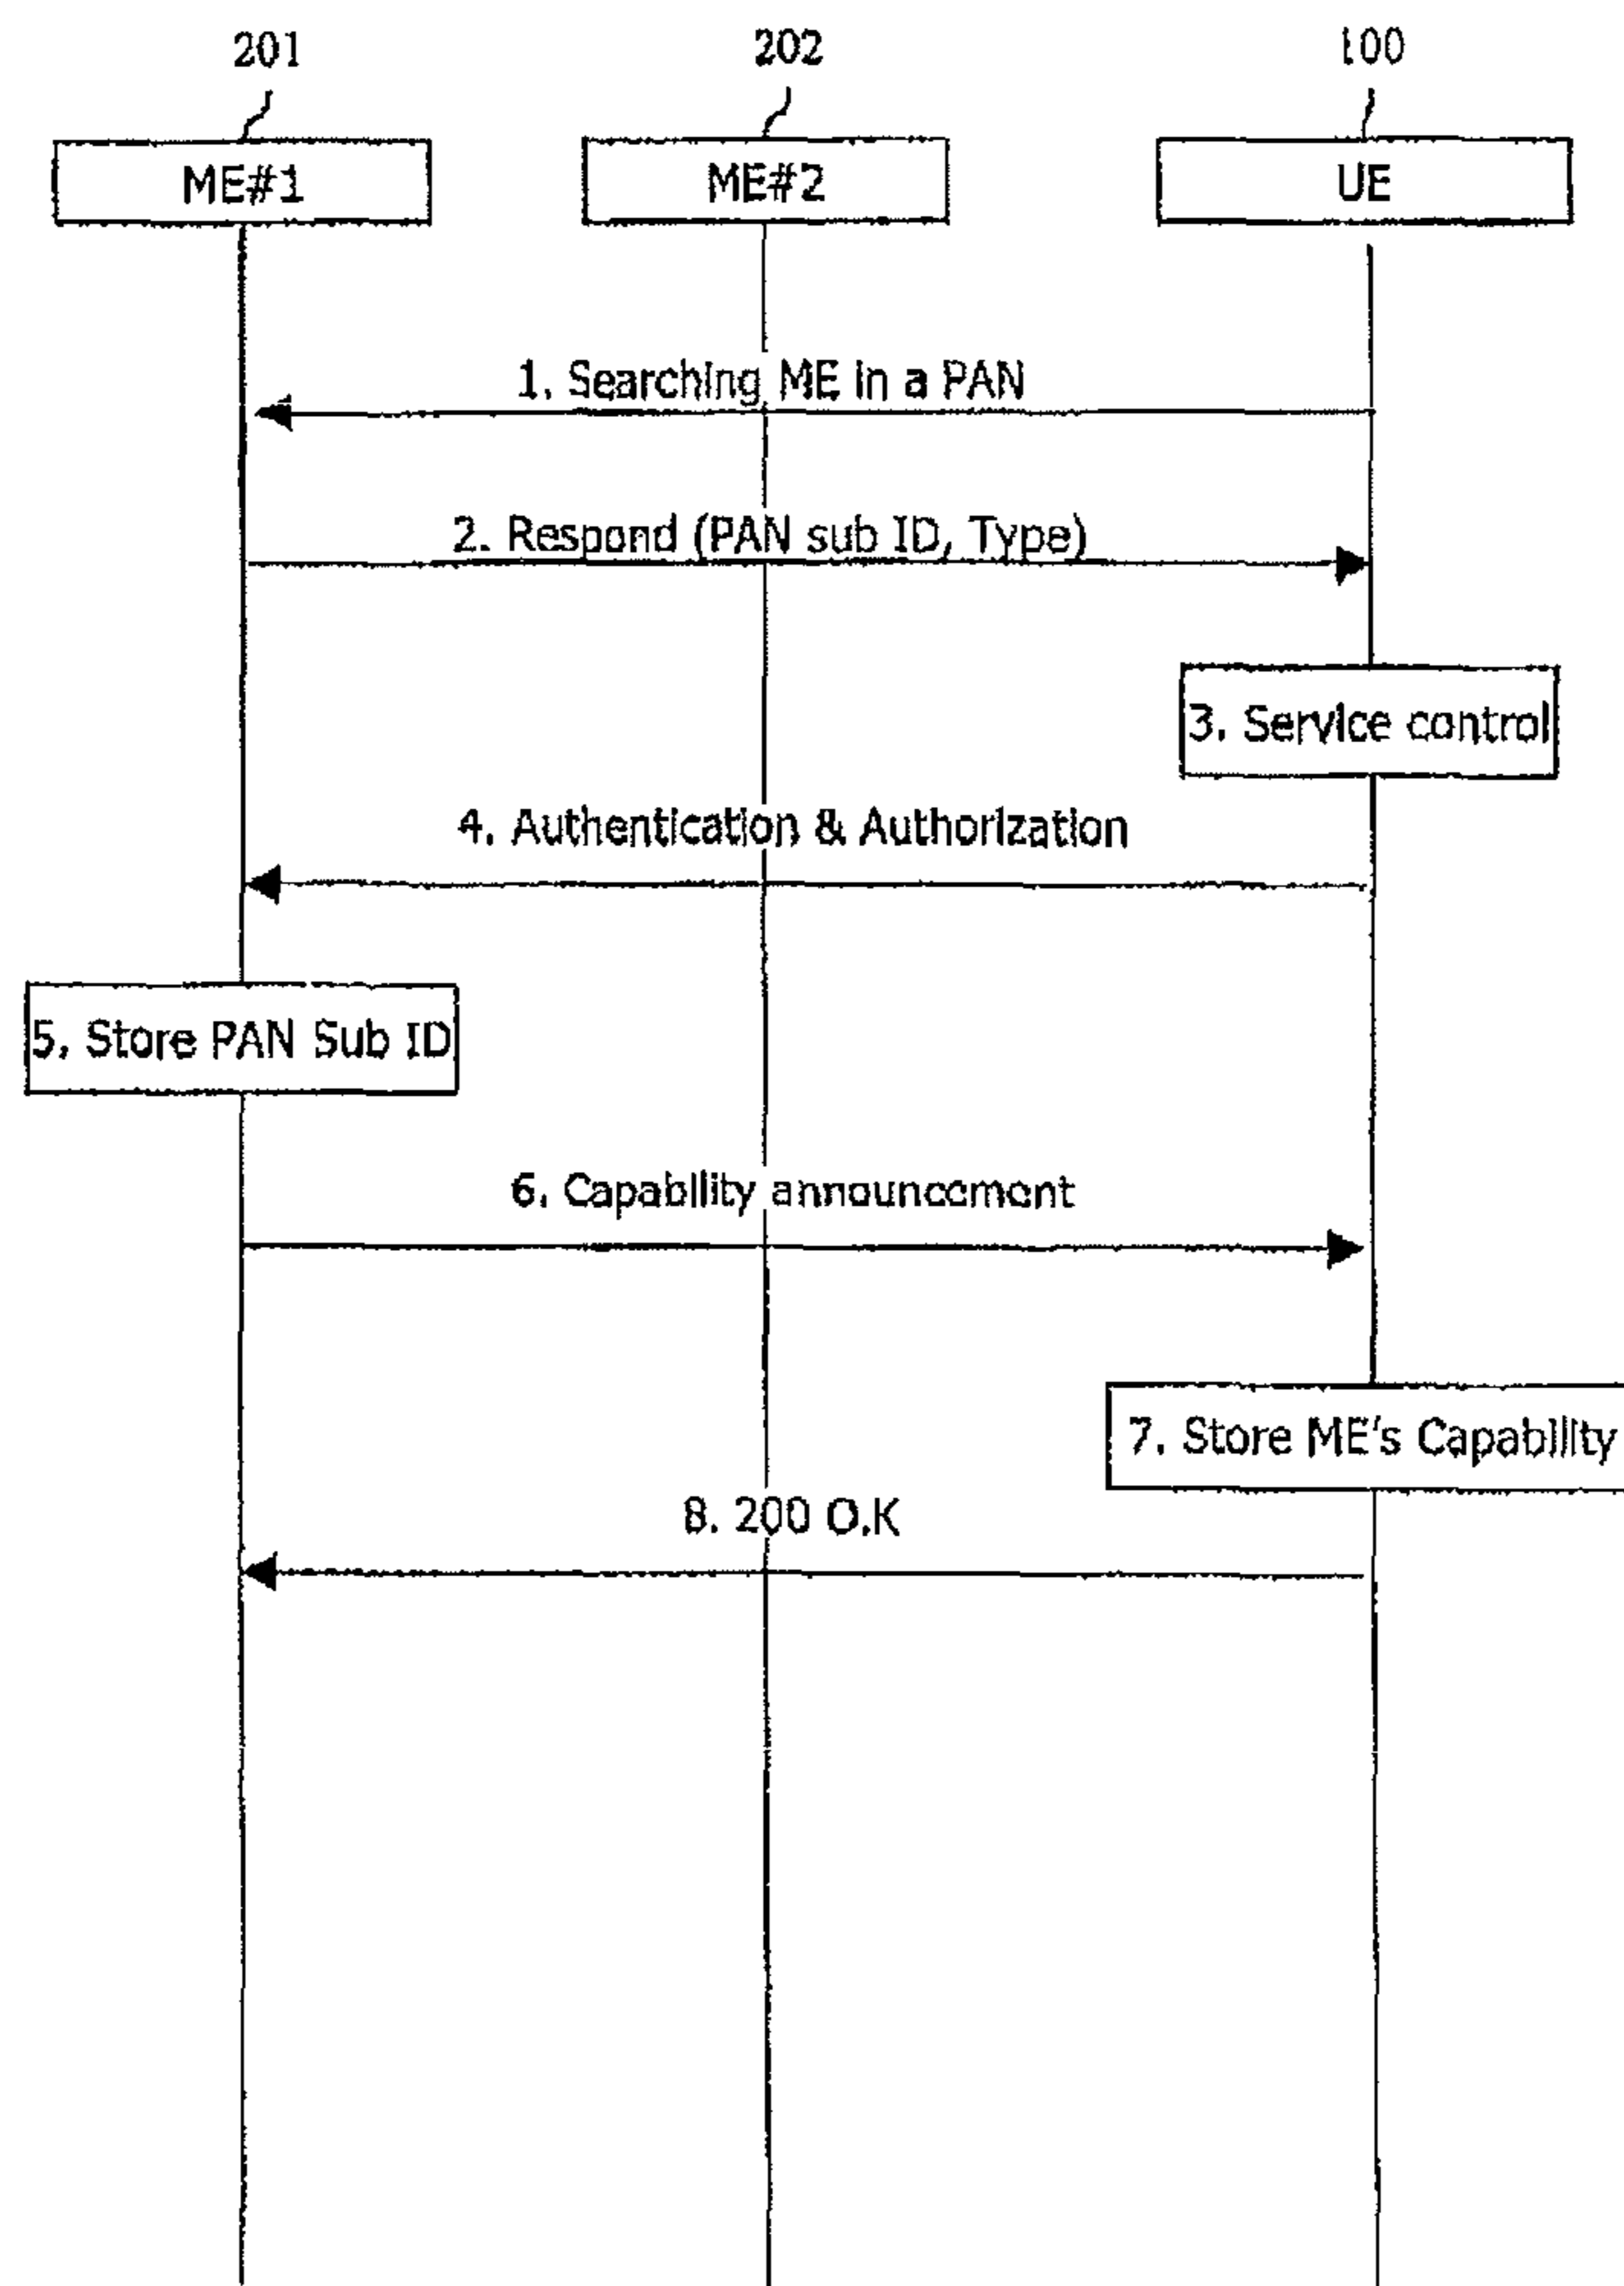 201
202
100
ME#1
ME#2
UE
1. Searching ME in a PAN
2. Respond (PAN sub ID, Type)
3. Service control
4. Authentication & Authorization
5. Store PAN Sub ID
6. Capability announcement
7. Store ME's Capability
8. 200 O.K